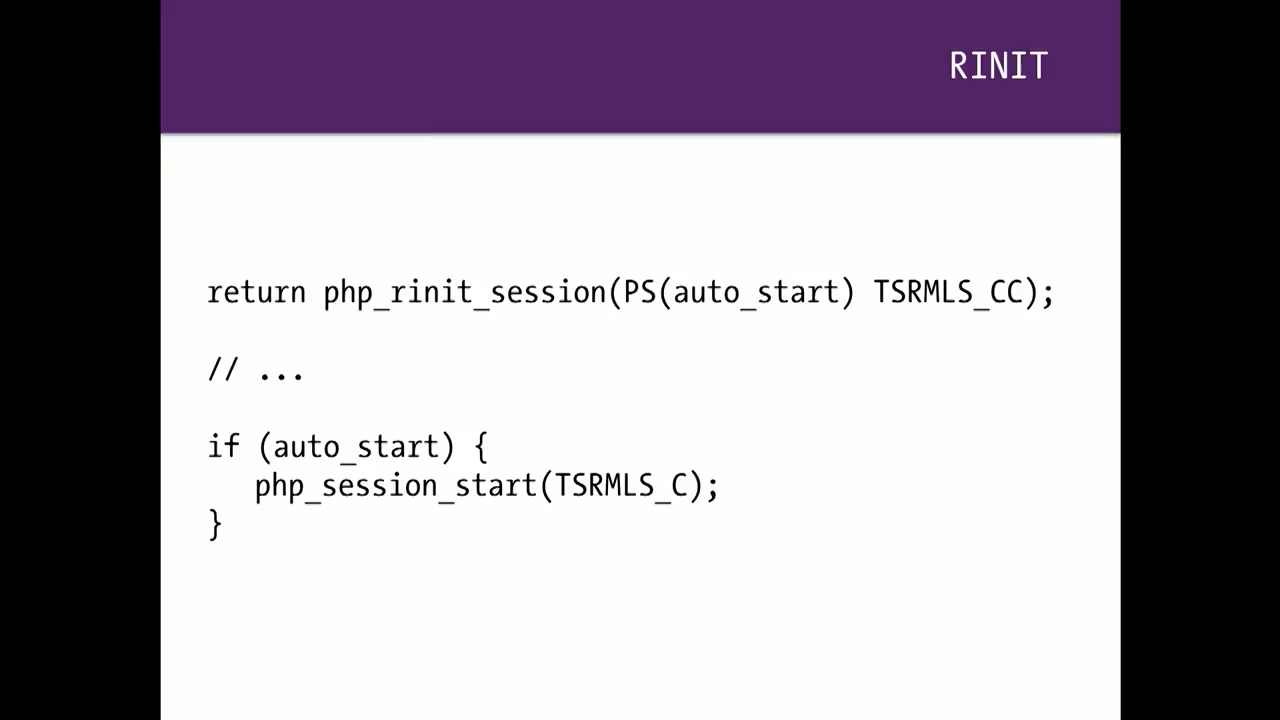 RINIT
return php_rinit_session(PS(auto_start) TSRMLS_CC);
// ...
if (auto_start) {
php_session_start(TSRMLS_C);
}